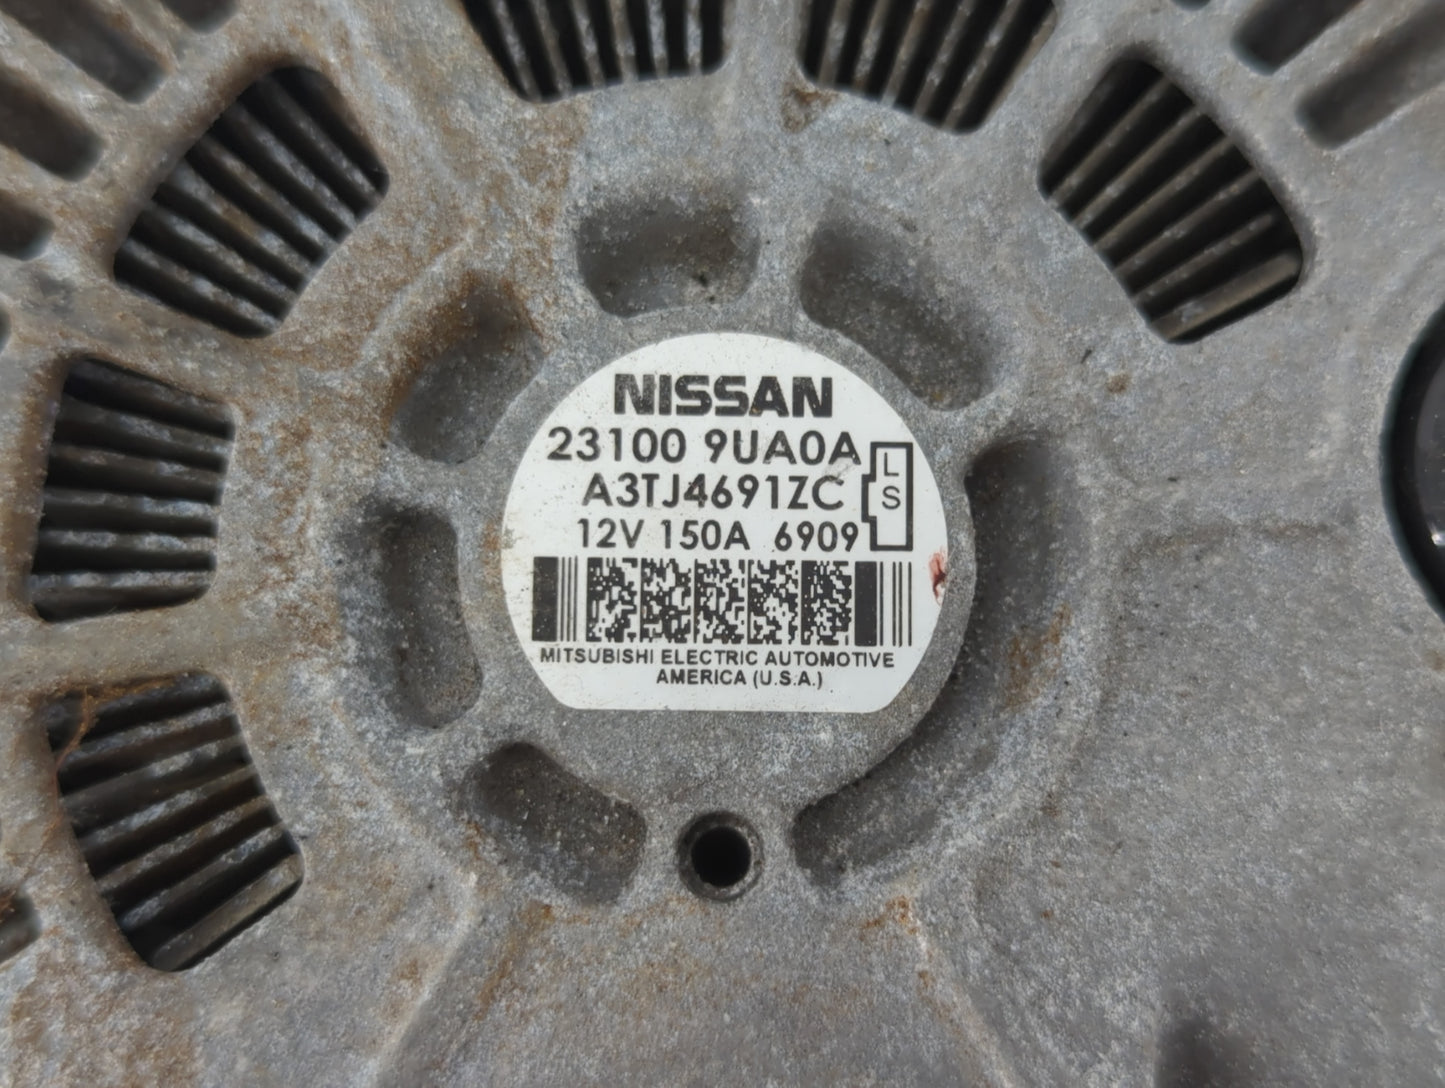 NISSAN
23100 9UA0A
A3TJ4691ZC
12V 150A 6909
L
S
MITSUBISHI ELECTRIC AUTOMOTIVE
AMERICA (U.S.A.)